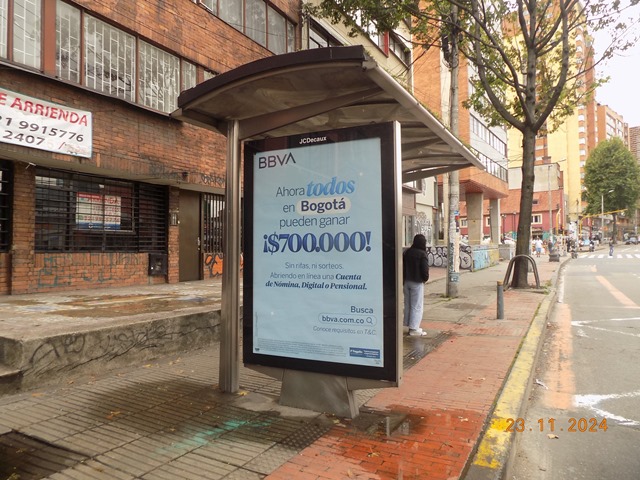 E ARRIENDA
1 9915776
2407
JCDecaux
BBVA
Ahora todos
en Bogotá
pueden ganar
¡$700.000!
Sin rifas, ni sorteos.
Abriendo en línea una Cuenta
de Nómina, Digital o Pensional.
Busca
bbva.com.co
Conoce requisitos en T&C.
23.11.2024